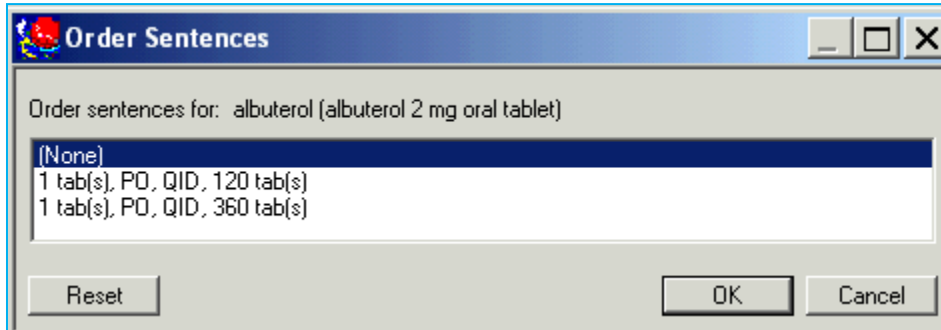 Order Sentences
Order sentences for: albuterol (albuterol 2 mg oral tablet)
(None)
1 tab(s), PO, QID, 120 tab(s)
1 tab(s), PO, QID, 360 tab(s)
Reset OK Cancel